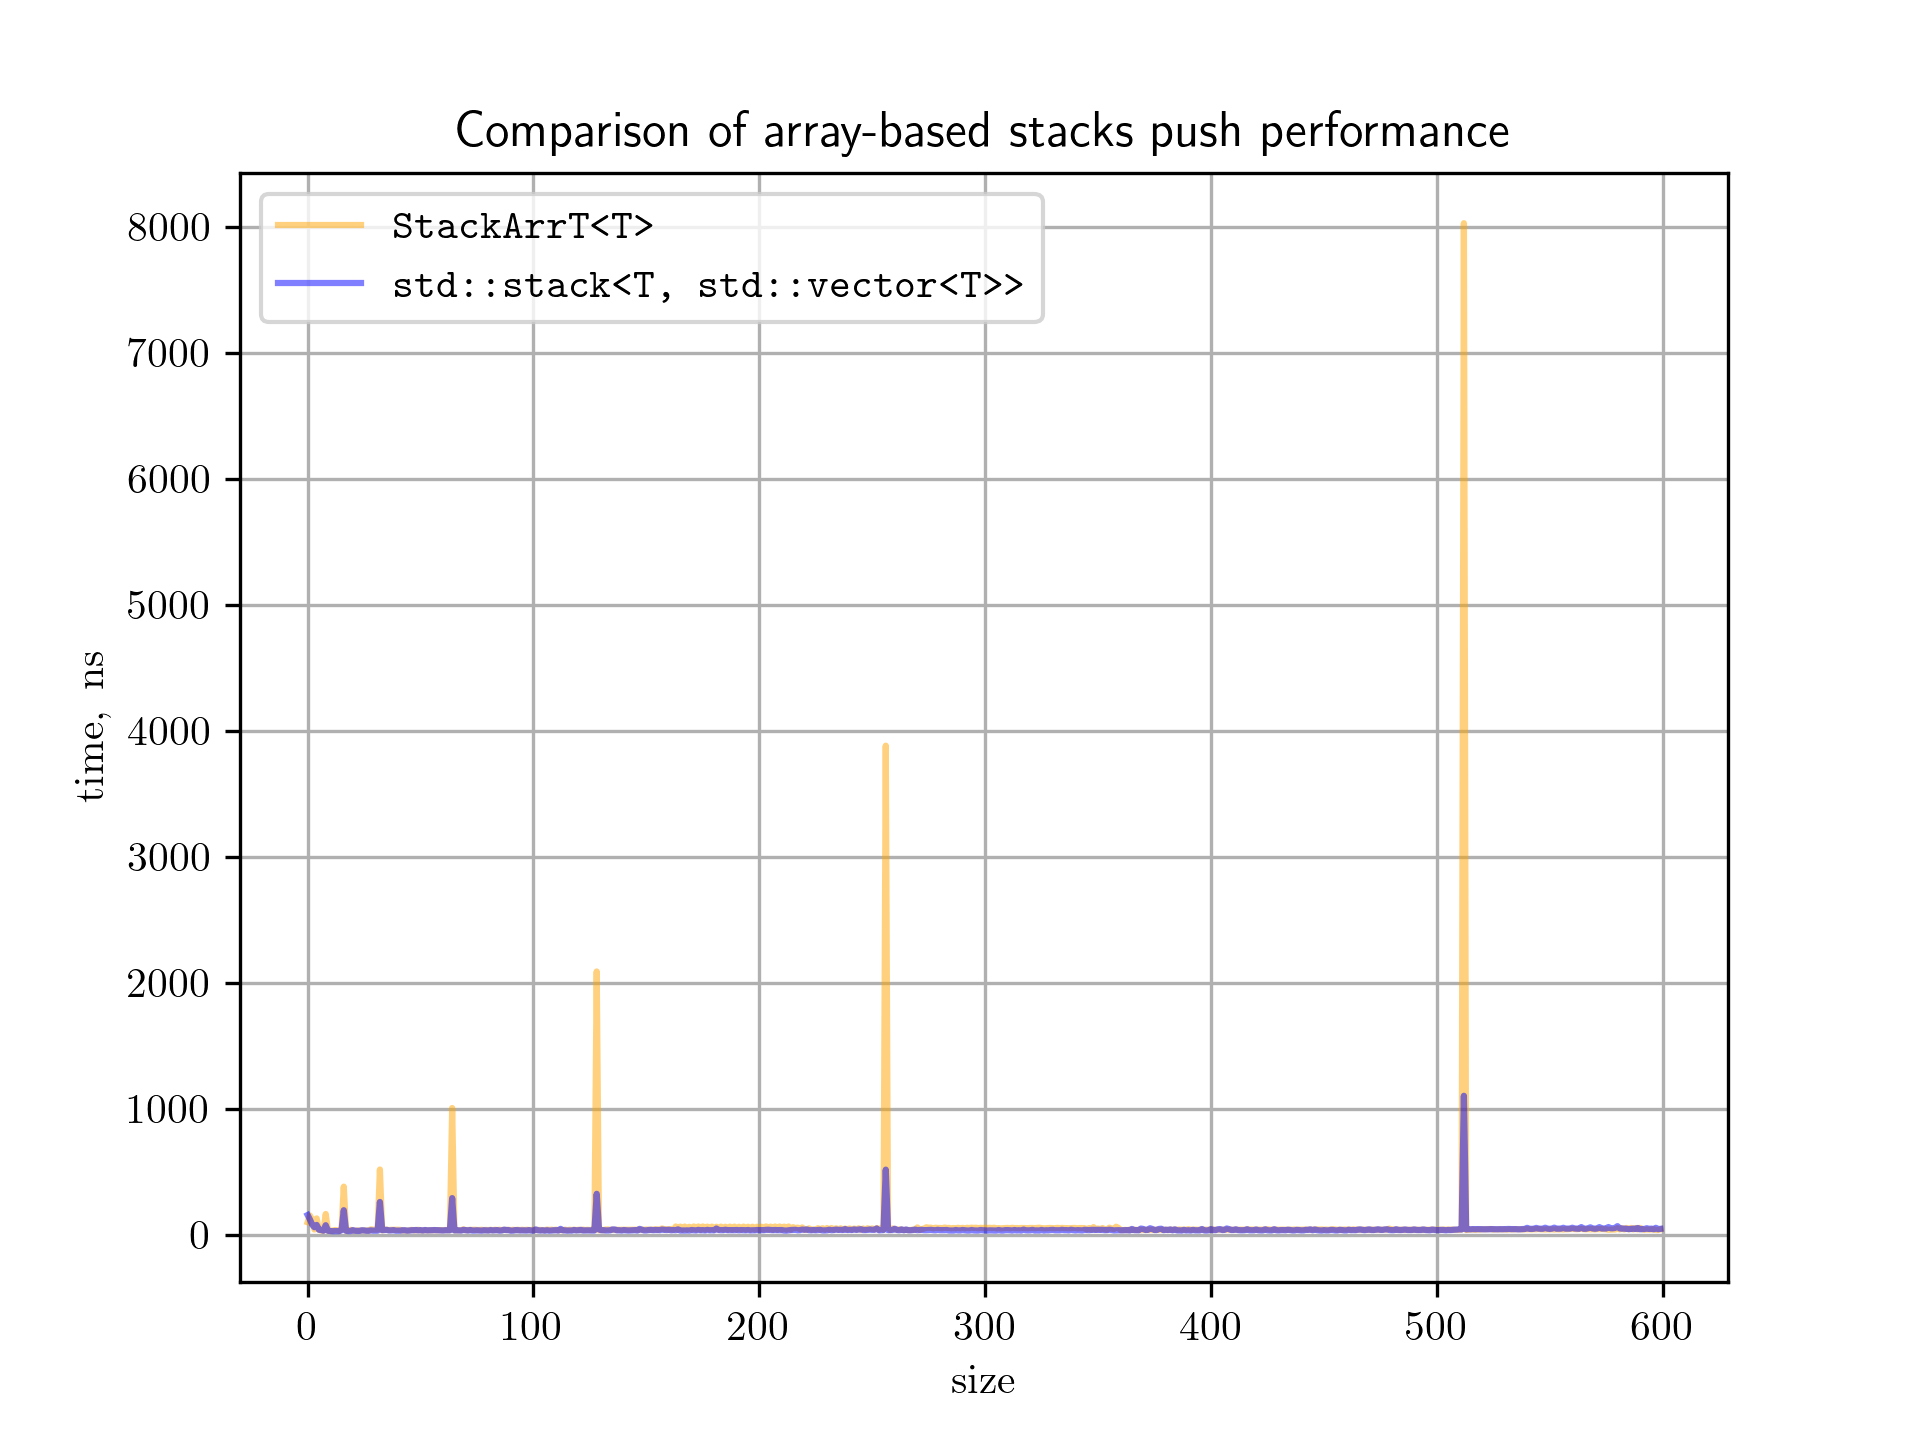 Comparison of array-based stacks push performance
StackArrT<T>
std::stack<T, std::vector<T>>
8000
7000
6000
5000
4000
3000
2000
1000
0
time, ns
0 100 200 300 400 500 600
size